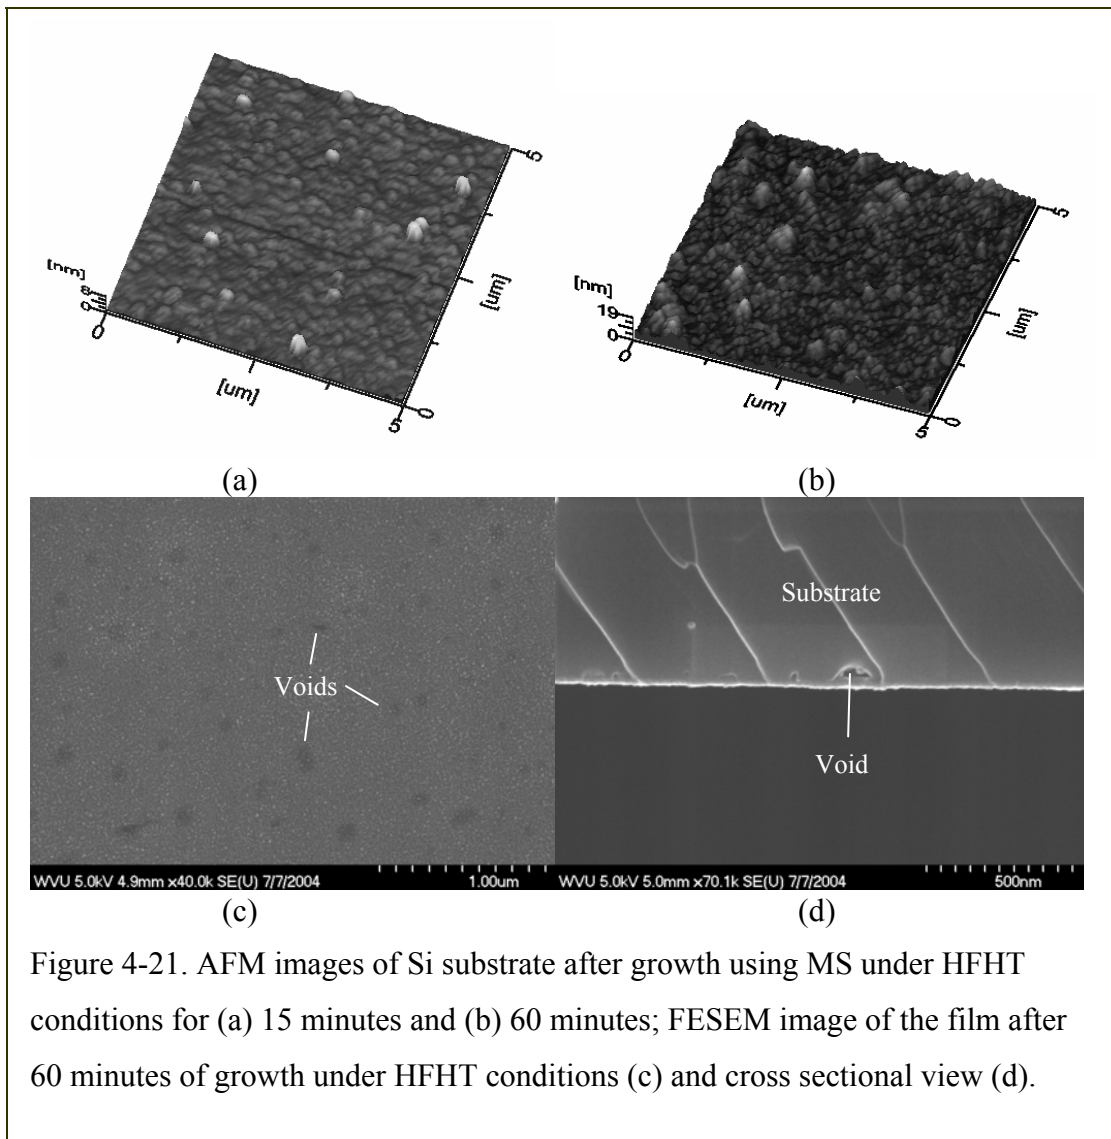 [nm]
8
0
0
[um]
5
0
[um]
5
[nm]
19
0
0
[um]
5
0
[um]
5
(a)
(b)
Voids
WVU 5.0kV 4.9mm x40.0k SE(U) 7/7/2004
1.00um
Substrate
Void
WVU 5.0kV 5.0mm x70.1k SE(U) 7/7/2004
500nm
(c)
(d)
Figure 4-21. AFM images of Si substrate after growth using MS under HFHT
conditions for (a) 15 minutes and (b) 60 minutes; FESEM image of the film after
60 minutes of growth under HFHT conditions (c) and cross sectional view (d).